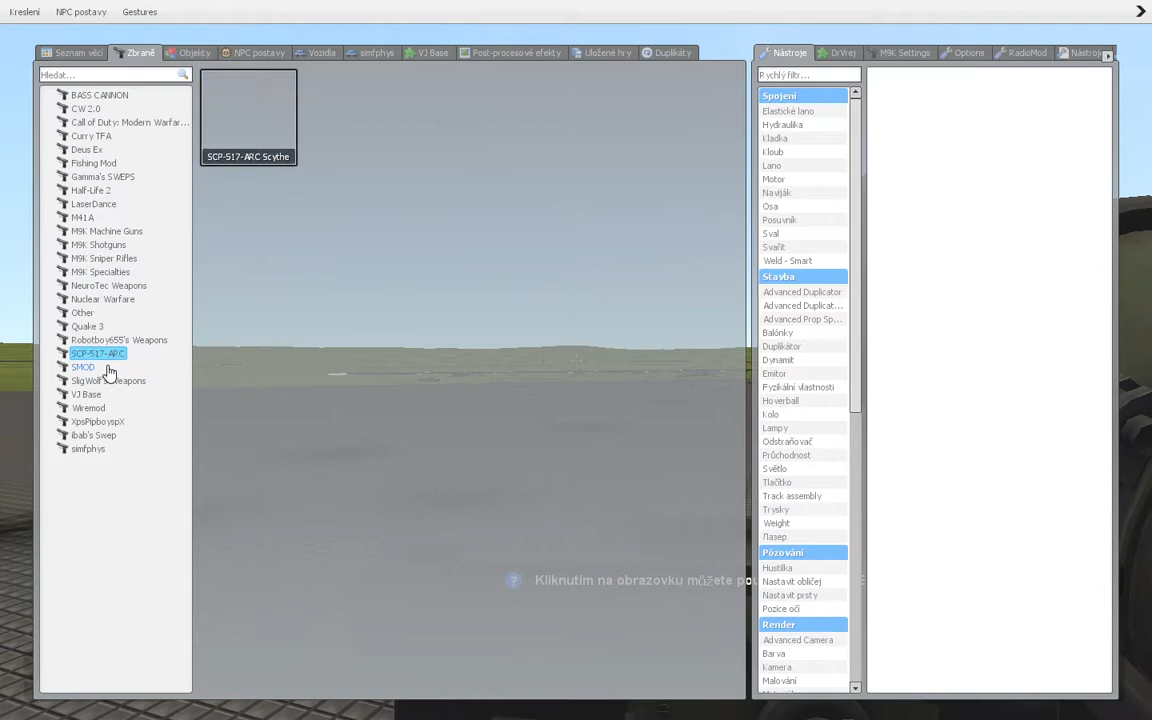 Kreslení NPC postavy Gestures
Seznam věcí Zbraně Objekty NPC postavy Vozidla simfphys VJ Base Post-procesové efekty Uložené hry Duplikáty
Nástroje DrVrej M9K Settings Options RadioMod Nástroje
Hledat...
BASS CANNON
CW 2.0
Call of Duty: Modern Warfar...
Curry TFA
Deus Ex
Fishing Mod
Gamma's SWEPS
Half-Life 2
LaserDance
M41A
M9K Machine Guns
M9K Shotguns
M9K Sniper Rifles
M9K Specialties
NeuroTec Weapons
Nuclear Warfare
Other
Quake 3
Robotboy655's Weapons
SCP-517-ARC
SMOD
SligWolf's Weapons
VJ Base
Wiremod
XpsPipboyspX
ibab's Swep
simfphys
SCP-517-ARC Scythe
Kliknutím na obrazovku můžete
Rychlý filtr...
Spojení
Elastické lano
Hydraulika
Kladka
Kloub
Lano
Motor
Naviják
Osa
Posuvník
Sval
Svařit
Weld - Smart
Stavba
Advanced Duplicator
Advanced Duplicat...
Advanced Prop Sp...
Balónky
Duplikátor
Dynamit
Emitor
Fyzikální vlastnosti
Hoverball
Kolo
Lampy
Odstraňovač
Průchodnost
Světlo
Tlačítko
Track assembly
Trysky
Weight
Лазер
Pózování
Hustilka
Nastavit obličej
Nastavit prsty
Pozice očí
Render
Advanced Camera
Barva
Kamera
Malování